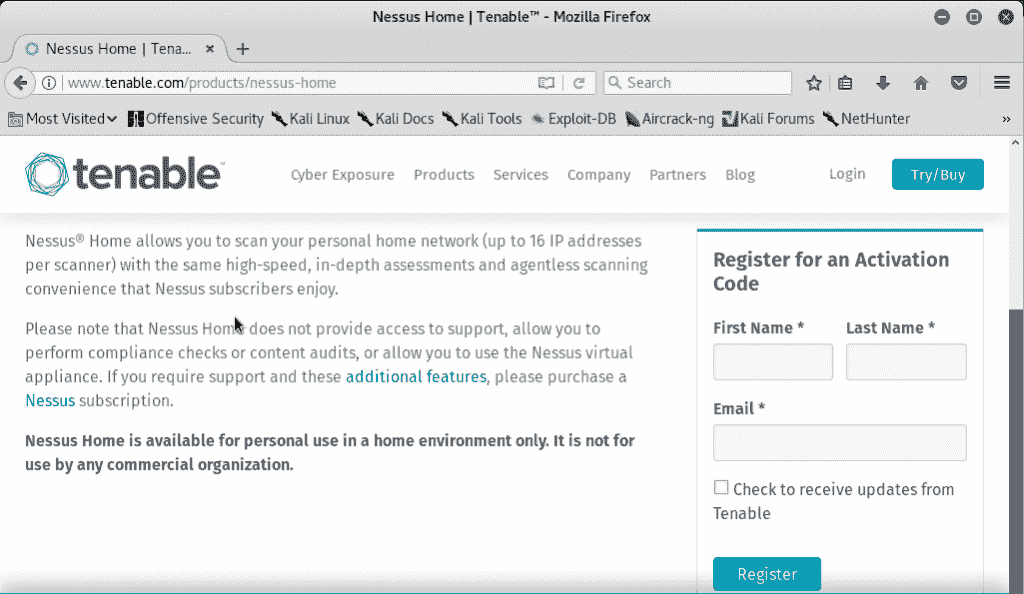 Nessus Home | Tenable™ - Mozilla Firefox
Nessus Home | Tena...
www.tenable.com/products/nessus-home
Search
Most Visited
Offensive Security
Kali Linux
Kali Docs
Kali Tools
Exploit-DB
Aircrack-ng
Kali Forums
NetHunter
»
tenable™
Cyber Exposure
Products
Services
Company
Partners
Blog
Login
Try/Buy
Nessus® Home allows you to scan your personal home network (up to 16 IP addresses
per scanner) with the same high-speed, in-depth assessments and agentless scanning
convenience that Nessus subscribers enjoy.
Please note that Nessus Home does not provide access to support, allow you to
perform compliance checks or content audits, or allow you to use the Nessus virtual
appliance. If you require support and these additional features, please purchase a
Nessus subscription.
Nessus Home is available for personal use in a home environment only. It is not for
use by any commercial organization.
Register for an Activation
Code
First Name *
Last Name *
Email *
Check to receive updates from
Tenable
Register